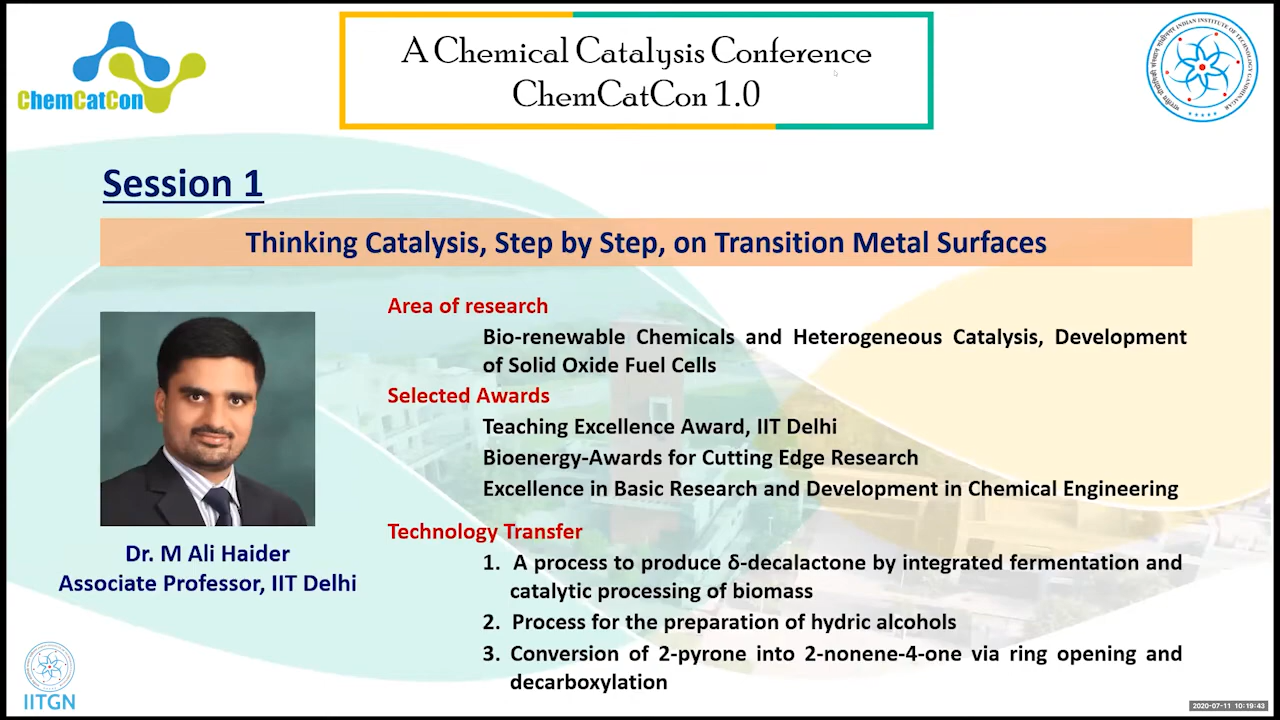 ChemCatCon
A Chemical Catalysis Conference
ChemCatCon 1.0
INDIAN INSTITUTE OF TECHNOLOGY GANDHINAGAR
Session 1
Thinking Catalysis, Step by Step, on Transition Metal Surfaces
Area of research
Bio-renewable Chemicals and Heterogeneous Catalysis, Development
of Solid Oxide Fuel Cells
Selected Awards
Teaching Excellence Award, IIT Delhi
Bioenergy-Awards for Cutting Edge Research
Excellence in Basic Research and Development in Chemical Engineering
Technology Transfer
1. A process to produce δ-decalactone by integrated fermentation and
catalytic processing of biomass
2. Process for the preparation of hydric alcohols
3. Conversion of 2-pyrone into 2-nonene-4-one via ring opening and
decarboxylation
Dr. M Ali Haider
Associate Professor, IIT Delhi
IITGN
2020-07-11 10:19:43